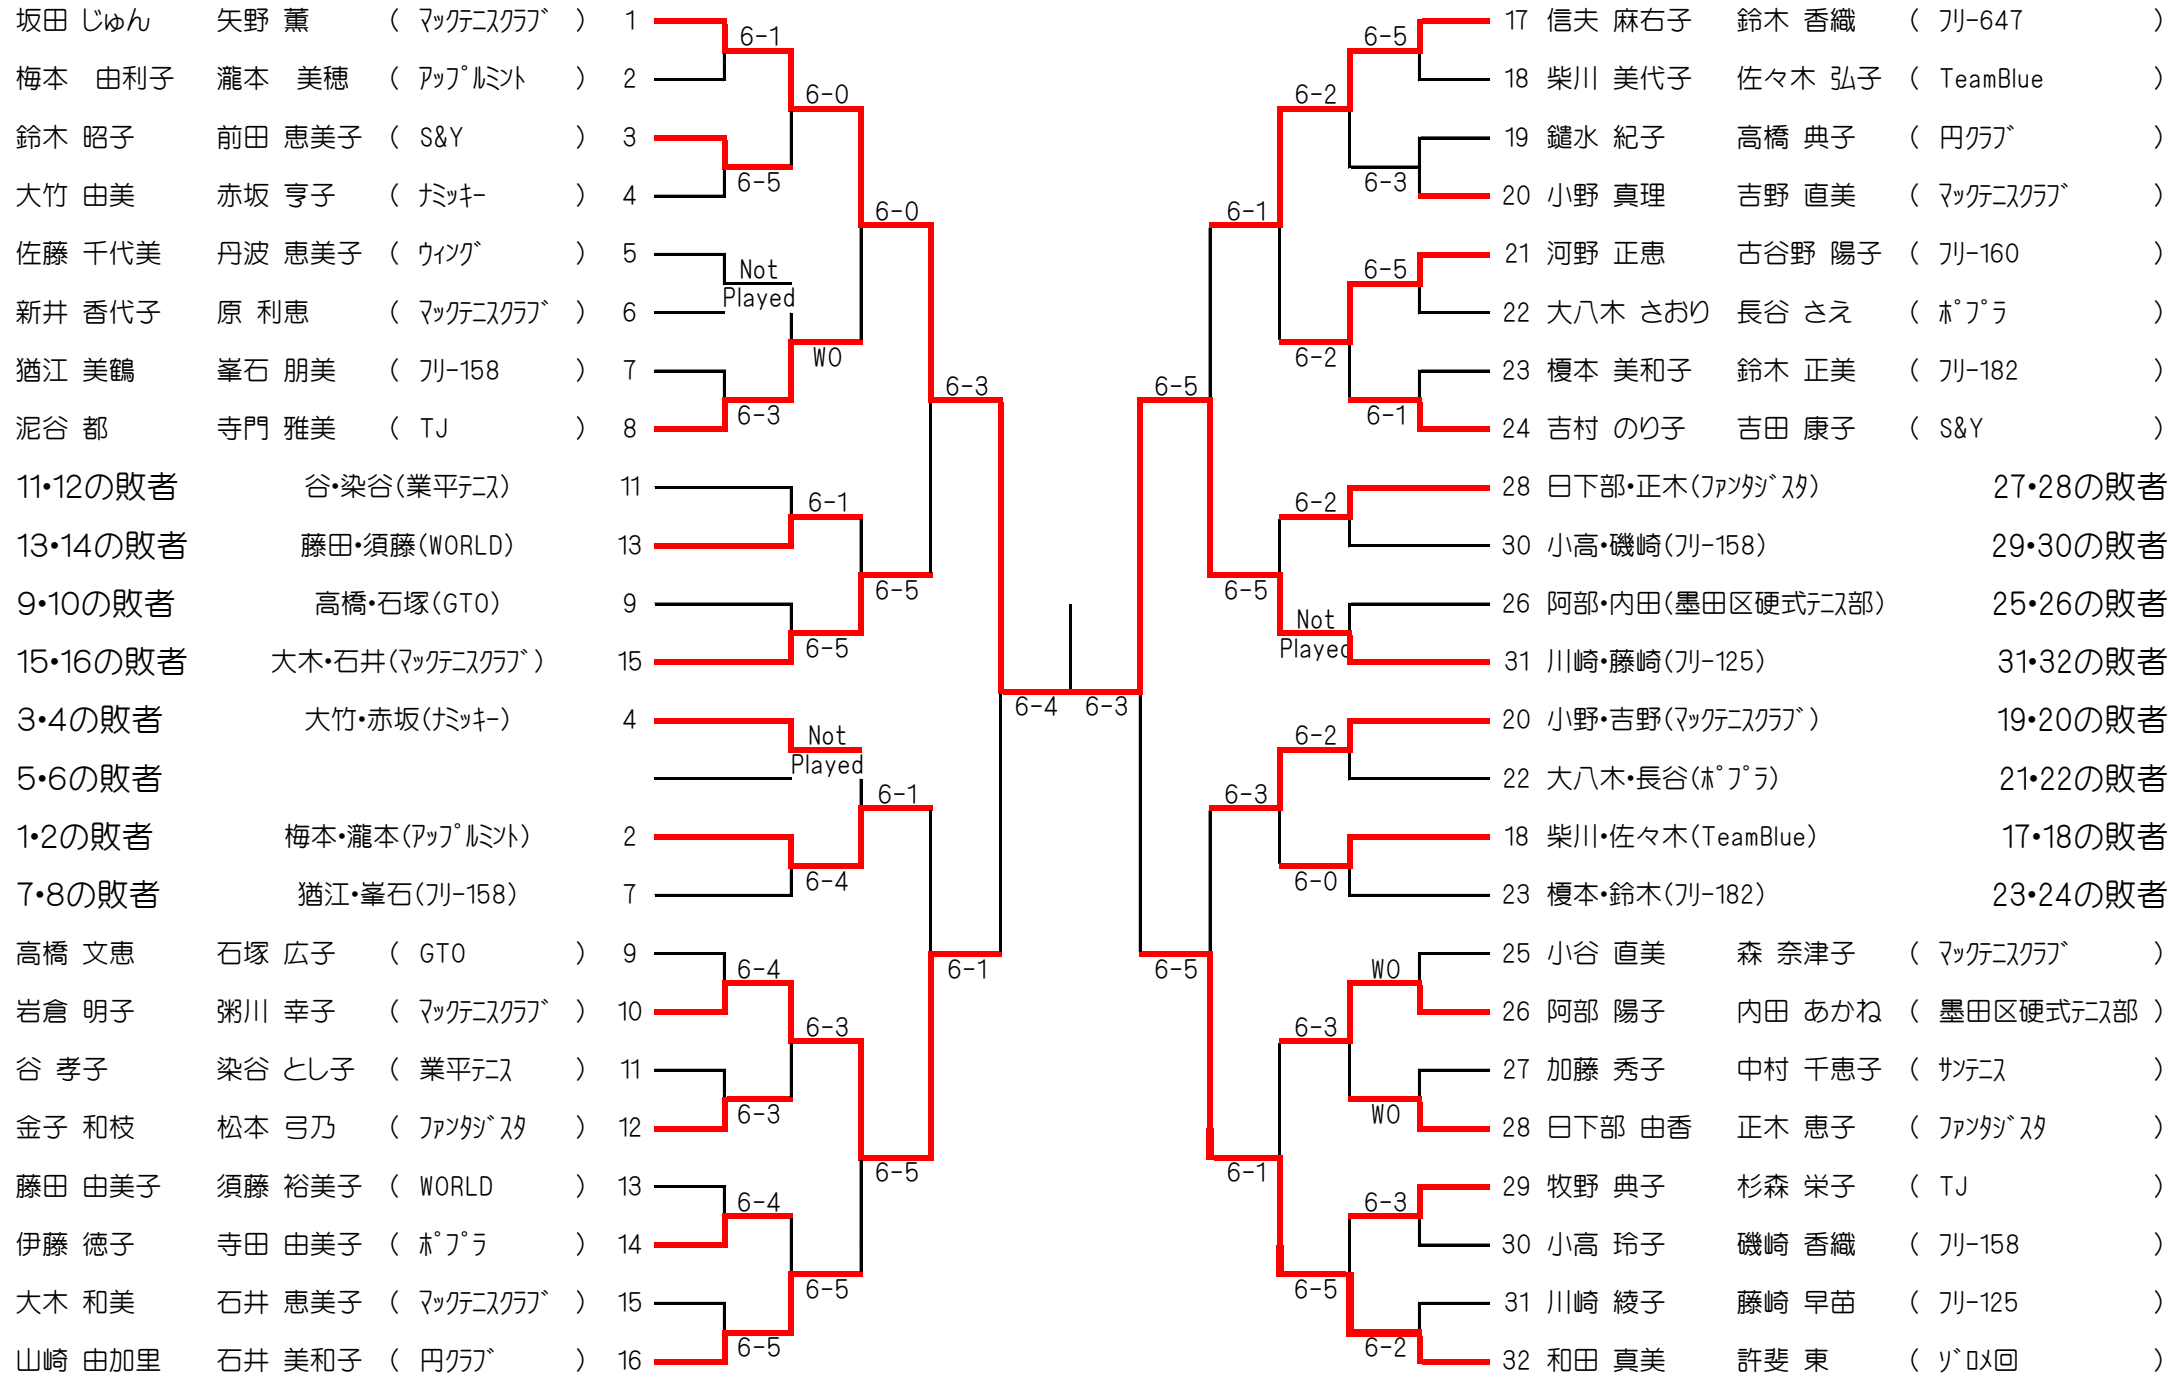 坂田 じゅん 矢野 薫 ( ﾏｯｸﾃﾆｽｸﾗﾌﾞ ) 1
梅本　由利子 瀧本　美穂 ( ｱｯﾌﾟﾙﾐﾝﾄ ) 2
鈴木 昭子 前田 恵美子 ( S&Y ) 3
大竹 由美 赤坂 亨子 ( ﾅﾐｯｷｰ ) 4
佐藤 千代美 丹波 恵美子 ( ｳｨﾝｸﾞ ) 5
新井 香代子 原 利恵 ( ﾏｯｸﾃﾆｽｸﾗﾌﾞ ) 6
猶江 美鶴 峯石 朋美 ( ﾌﾘｰ158 ) 7
泥谷 都 寺門 雅美 ( TJ ) 8
11・12の敗者 谷・染谷(業平ﾃﾆｽ) 11
13・14の敗者 藤田・須藤(WORLD) 13
9・10の敗者 高橋・石塚(GTO) 9
15・16の敗者 大木・石井(ﾏｯｸﾃﾆｽｸﾗﾌﾞ) 15
3・4の敗者 大竹・赤坂(ﾅﾐｯｷｰ) 4
5・6の敗者
1・2の敗者 梅本・瀧本(ｱｯﾌﾟﾙﾐﾝﾄ) 2
7・8の敗者 猶江・峯石(ﾌﾘｰ158) 7
高橋 文恵 石塚 広子 ( GTO ) 9
岩倉 明子 粥川 幸子 ( ﾏｯｸﾃﾆｽｸﾗﾌﾞ ) 10
谷 孝子 染谷 とし子 ( 業平ﾃﾆｽ ) 11
金子 和枝 松本 弓乃 ( ﾌｧﾝﾀｼﾞｽﾀ ) 12
藤田 由美子 須藤 裕美子 ( WORLD ) 13
伊藤 徳子 寺田 由美子 ( ﾎﾟﾌﾟﾗ ) 14
大木 和美 石井 恵美子 ( ﾏｯｸﾃﾆｽｸﾗﾌﾞ ) 15
山崎 由加里 石井 美和子 ( 円ｸﾗﾌﾞ ) 16
6-1
6-5
Not
Played
6-3
6-4
6-3
6-4
6-5
6-0
WO
6-1
6-5
Not
Played
6-4
6-3
6-5
6-0
6-5
6-1
6-5
6-3
6-1
6-4
6-3
6-5
6-5
6-1
6-5
6-3
6-1
6-2
6-2
6-2
Not
Played
6-2
6-0
6-3
6-5
6-5
6-3
6-5
6-1
WO
WO
6-3
6-2
17 信夫 麻右子 鈴木 香織 ( ﾌﾘｰ647 )
18 柴川 美代子 佐々木 弘子 ( TeamBlue )
19 鑓水 紀子 高橋 典子 ( 円ｸﾗﾌﾞ )
20 小野 真理 吉野 直美 ( ﾏｯｸﾃﾆｽｸﾗﾌﾞ )
21 河野 正恵 古谷野 陽子 ( ﾌﾘｰ160 )
22 大八木 さおり 長谷 さえ ( ﾎﾟﾌﾟﾗ )
23 榎本 美和子 鈴木 正美 ( ﾌﾘｰ182 )
24 吉村 のり子 吉田 康子 ( S&Y )
28 日下部・正木(ﾌｧﾝﾀｼﾞｽﾀ) 27・28の敗者
30 小高・磯崎(ﾌﾘｰ158) 29・30の敗者
26 阿部・内田(墨田区硬式ﾃﾆｽ部) 25・26の敗者
31 川崎・藤崎(ﾌﾘｰ125) 31・32の敗者
20 小野・吉野(ﾏｯｸﾃﾆｽｸﾗﾌﾞ) 19・20の敗者
22 大八木・長谷(ﾎﾟﾌﾟﾗ) 21・22の敗者
18 柴川・佐々木(TeamBlue) 17・18の敗者
23 榎本・鈴木(ﾌﾘｰ182) 23・24の敗者
25 小谷 直美 森 奈津子 ( ﾏｯｸﾃﾆｽｸﾗﾌﾞ )
26 阿部 陽子 内田 あかね ( 墨田区硬式ﾃﾆｽ部 )
27 加藤 秀子 中村 千恵子 ( ｻﾝﾃﾆｽ )
28 日下部 由香 正木 恵子 ( ﾌｧﾝﾀｼﾞｽﾀ )
29 牧野 典子 杉森 栄子 ( TJ )
30 小高 玲子 磯崎 香織 ( ﾌﾘｰ158 )
31 川崎 綾子 藤崎 早苗 ( ﾌﾘｰ125 )
32 和田 真美 許斐 東 ( ｿﾞﾛﾒ回 )